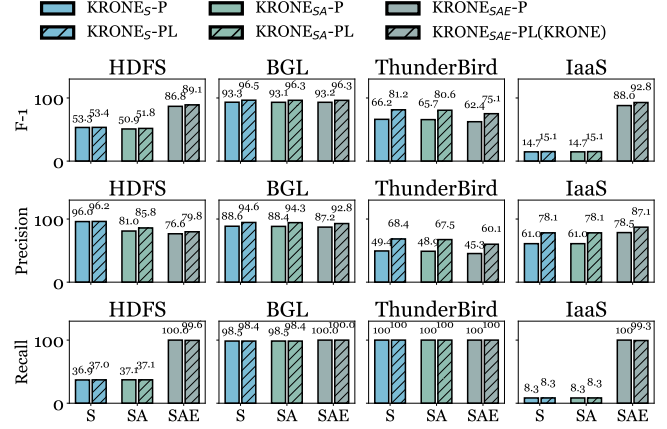 KRONES-P KRONESA-P KRONESAE-P
KRONES-PL KRONESA-PL KRONESAE-PL(KRONE)
HDFS BGL ThunderBird IaaS
F-1
100
0
53.3 53.4 50.9 51.8 86.8 89.1
93.3 96.5 93.1 96.3 93.2 96.3
66.2 81.2 65.7 80.6 62.4 75.1
14.7 15.1 14.7 15.1 88.0 92.8
HDFS BGL ThunderBird IaaS
Precision
100
0
96.0 96.2 81.0 85.8 76.6 79.8
88.6 94.6 88.4 94.3 87.2 92.8
49.4 68.4 48.9 67.5 45.3 60.1
61.0 78.1 61.0 78.1 78.5 87.1
HDFS BGL ThunderBird IaaS
Recall
100
0
36.9 37.0 37.1 37.1 100.0 99.6
98.5 98.4 98.5 98.4 100.0 100.0
100 100 100 100 100 100
8.3 8.3 8.3 8.3 100 99.3
S SA SAE S SA SAE S SA SAE S SA SAE